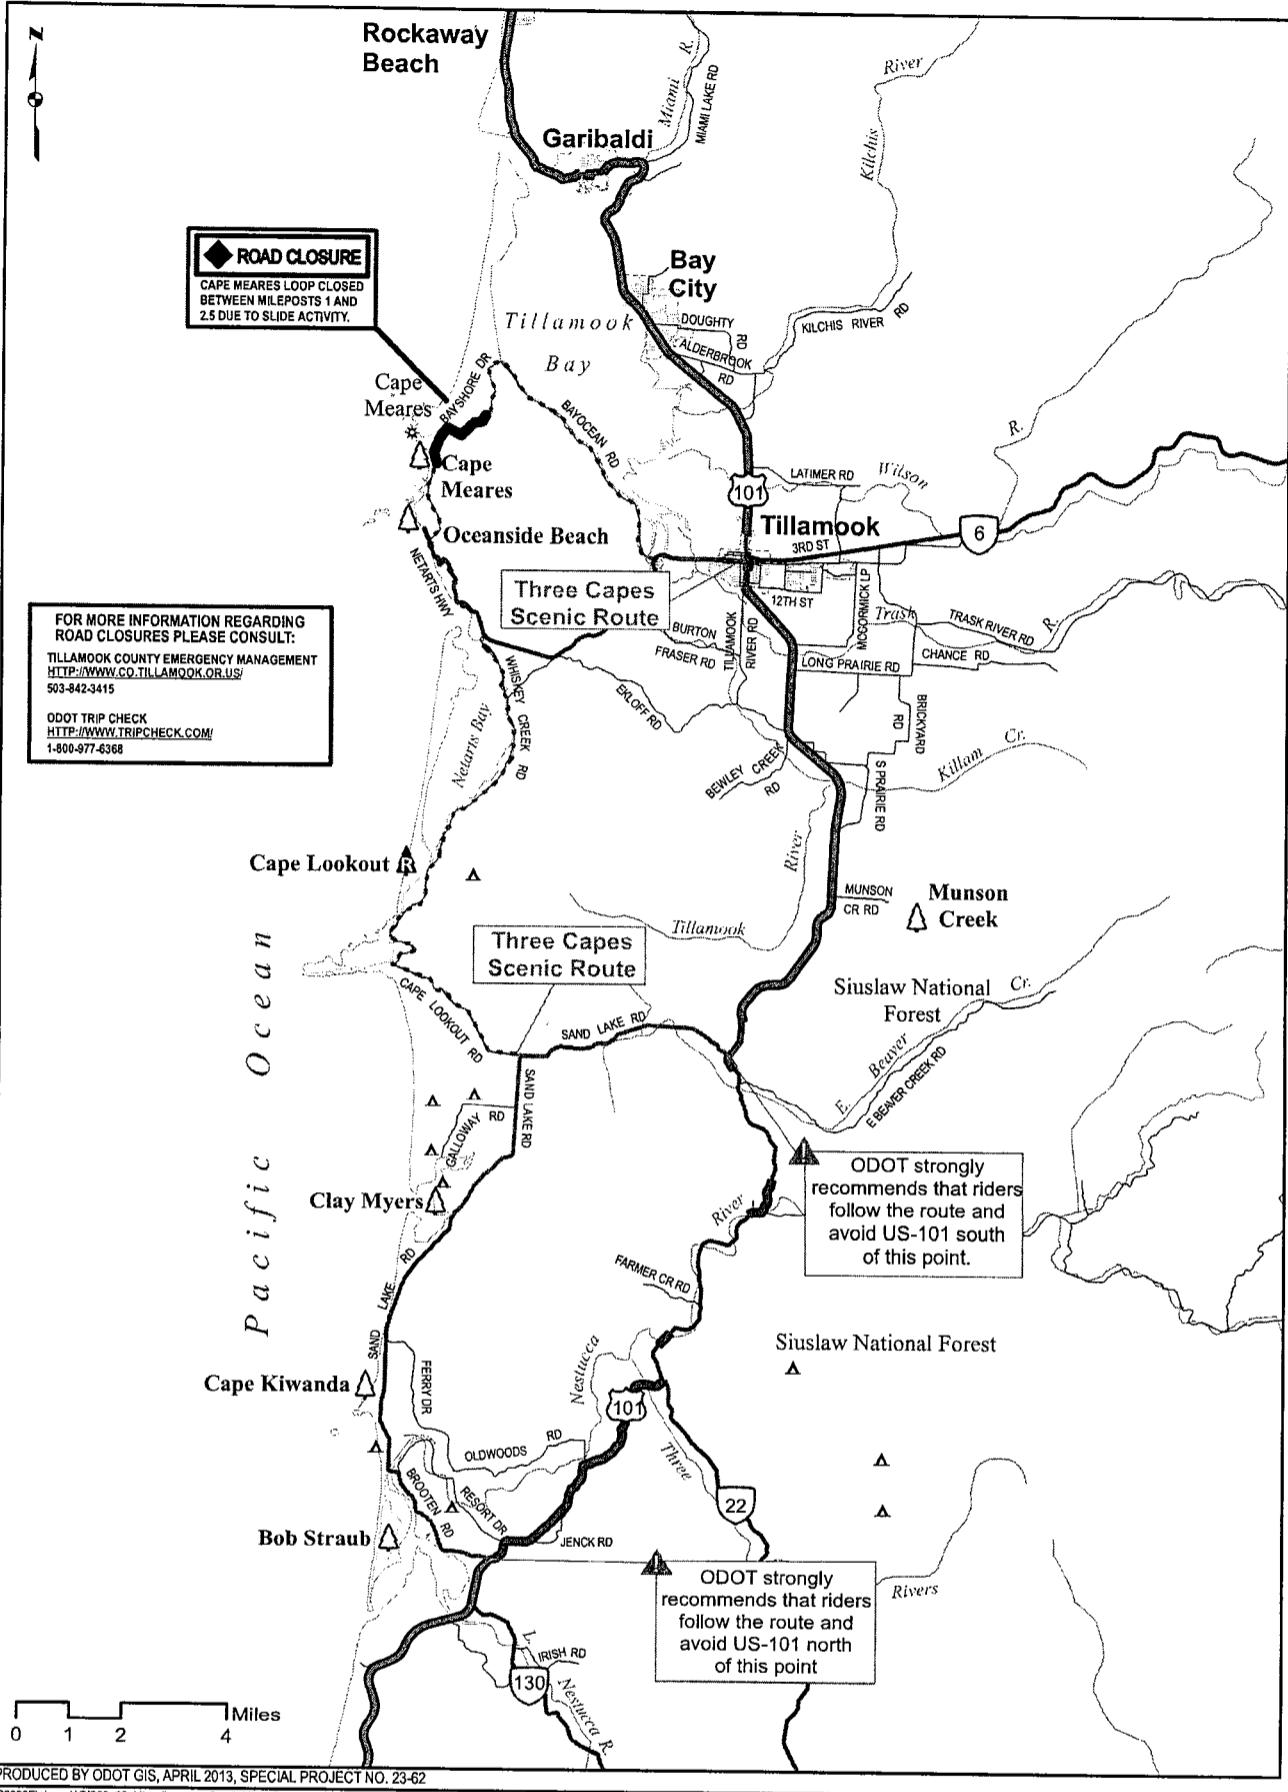 N
Rockaway
Beach
Garibaldi
Miami R.
MIAMI LAKE RD
River
Kilchis
ROAD CLOSURE
CAPE MEARES LOOP CLOSED
BETWEEN MILEPOSTS 1 AND
2.5 DUE TO SLIDE ACTIVITY.
Bay
City
Tillamook
Bay
DOUGHTY
RD
ALDERBROOK
RD
KILCHIS RIVER RD
Cape
Meares
BAYSHORE DR
BAYOCEAN RD
Cape
Meares
Oceanside Beach
NETARTS HWY
LATIMER RD
Wilson
R.
101
Tillamook
3RD ST
6
Three Capes
Scenic Route
12TH ST
MCCORMICK LP
Trask
TRASK RIVER RD
R.
BURTON
FRASER RD
TILLAMOOK
RIVER RD
LONG PRAIRIE RD
CHANCE RD
FOR MORE INFORMATION REGARDING
ROAD CLOSURES PLEASE CONSULT:
TILLAMOOK COUNTY EMERGENCY MANAGEMENT
HTTP://WWW.CO.TILLAMOOK.OR.US/
503-842-3415
ODOT TRIP CHECK
HTTP://WWW.TRIPCHECK.COM/
1-800-977-6368
WHISKEY CREEK RD
Netarts Bay
EKLOFF RD
BRICKYARD
RD
BEWLEY CREEK
RD
S PRAIRIE RD
Killam Cr.
River
Cape Lookout
R
MUNSON
CR RD
Munson
Creek
Tillamook
Three Capes
Scenic Route
Pacific Ocean
CAPE LOOKOUT RD
SAND LAKE RD
Siuslaw National
Forest
Cr.
Beaver
E.
E BEAVER CREEK RD
SAND LAKE RD
GALLOWAY RD
Clay Myers
ODOT strongly
recommends that riders
follow the route and
avoid US-101 south
of this point.
River
FARMER CR RD
SAND LAKE RD
Nestucca
Siuslaw National Forest
Cape Kiwanda
FERRY DR
101
OLDWOODS RD
Three
22
BROOTEN RD
RESORT DR
Bob Straub
JENCK RD
ODOT strongly
recommends that riders
follow the route and
avoid US-101 north
of this point
Rivers
L.
IRISH RD
130
Nestucca R.
0 1 2 4
Miles
PRODUCED BY ODOT GIS, APRIL 2013, SPECIAL PROJECT NO. 23-62